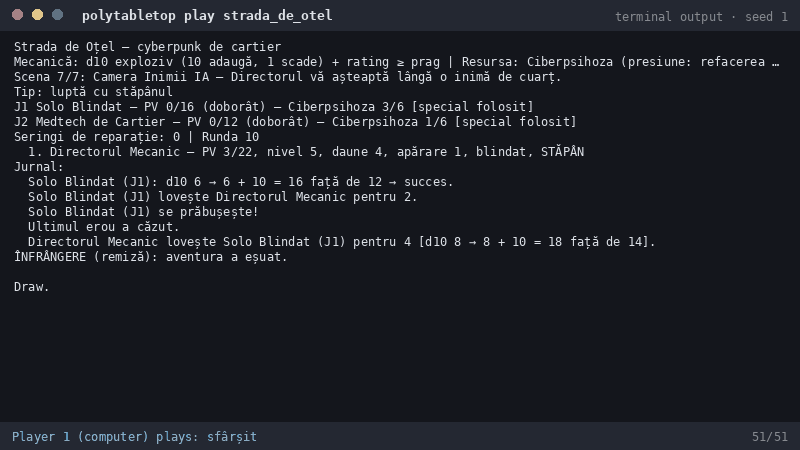 polytabletop play strada_de_otel
terminal output · seed 1
Strada de Oțel — cyberpunk de cartier
Mecanică: d10 exploziv (10 adaugă, 1 scade) + rating ≥ prag | Resursa: Ciberpsihoza (presiune: refacerea …
Scena 7/7: Camera Inimii IA — Directorul vă așteaptă lângă o inimă de cuarț.
Tip: luptă cu stăpânul
J1 Solo Blindat — PV 0/16 (doborât) — Ciberpsihoza 3/6 [special folosit]
J2 Medtech de Cartier — PV 0/12 (doborât) — Ciberpsihoza 1/6 [special folosit]
Seringi de reparație: 0 | Runda 10
1. Directorul Mecanic — PV 3/22, nivel 5, daune 4, apărare 1, blindat, STĂPÂN
Jurnal:
Solo Blindat (J1): d10 6 → 6 + 10 = 16 față de 12 → succes.
Solo Blindat (J1) lovește Directorul Mecanic pentru 2.
Solo Blindat (J1) se prăbușește!
Ultimul erou a căzut.
Directorul Mecanic lovește Solo Blindat (J1) pentru 4 [d10 8 → 8 + 10 = 18 față de 14].
ÎNFRÂNGERE (remiză): aventura a eșuat.
Draw.
Player 1 (computer) plays: sfârșit
51/51